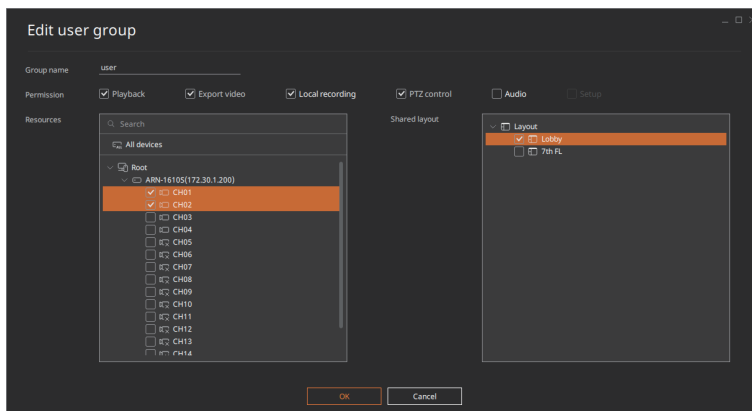 Edit user group
Group name user
Permission Playback Export video Local recording PTZ control Audio Setup
Resources Search Shared layout
All devices
Root
ARN-1610S(172.30.1.200)
CH01
CH02
CH03
CH04
CH05
CH06
CH07
CH08
CH09
CH10
CH11
CH12
CH13
CH14
Layout
Lobby
7th FL
OK Cancel